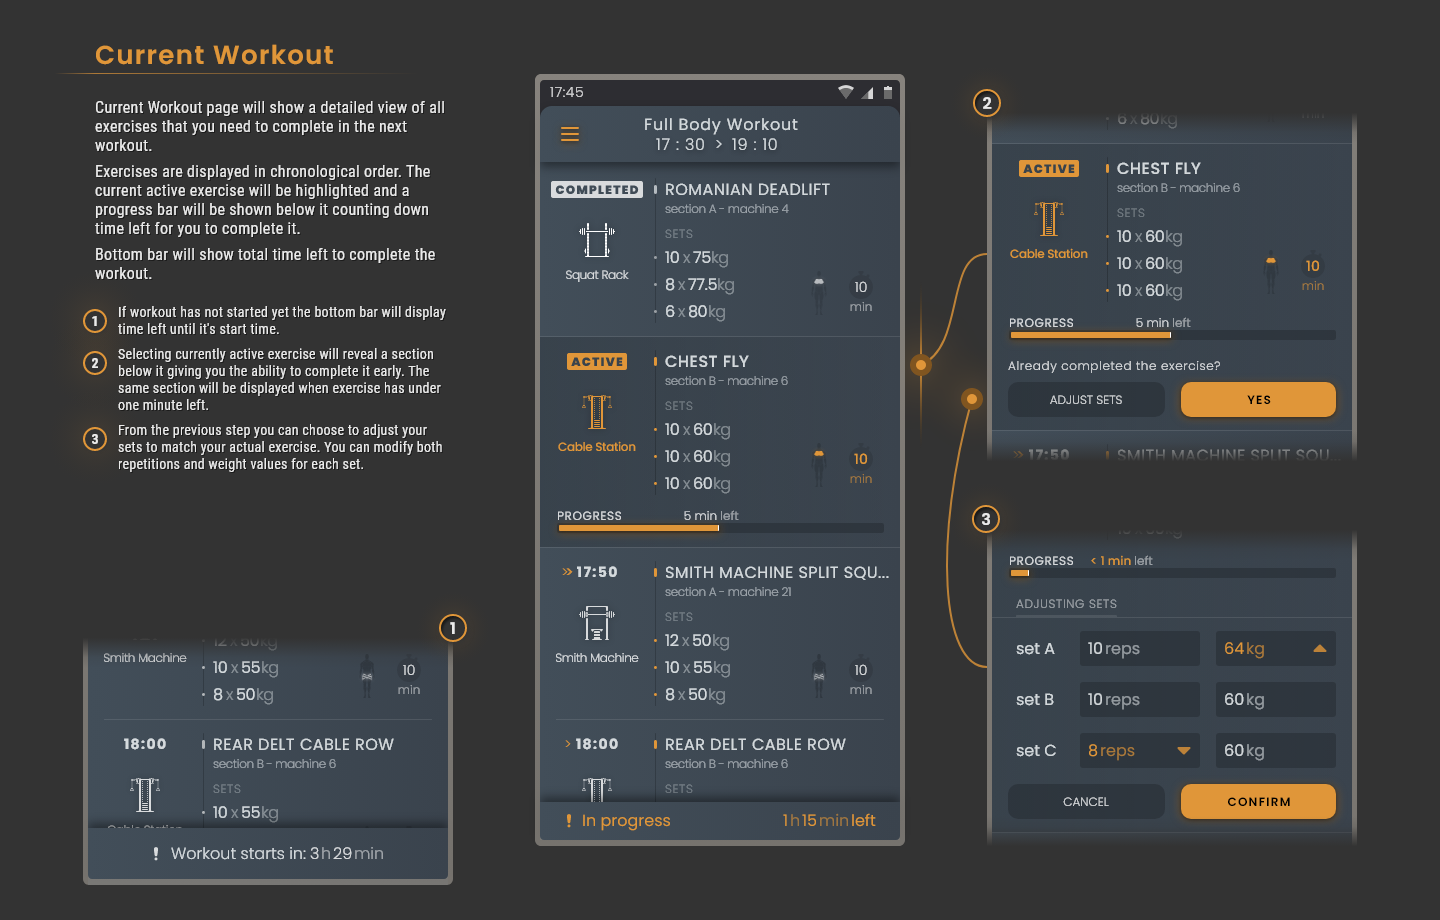 Current Workout
Current Workout page will show a detailed view of all
exercises that you need to complete in the next
workout.
Exercises are displayed in chronological order. The
current active exercise will be highlighted and a
progress bar will be shown below it counting down
time left for you to complete it.
Bottom bar will show total time left to complete the
workout.
1
If workout has not started yet the bottom bar will display
time left until it's start time.
2
Selecting currently active exercise will reveal a section
below it giving you the ability to complete it early. The
same section will be displayed when exercise has under
one minute left.
3
From the previous step you can choose to adjust your
sets to match your actual exercise. You can modify both
repetitions and weight values for each set.
1
12 x 50kg
Smith Machine
10 x 55kg
8 x 50kg
10
min
18:00
REAR DELT CABLE ROW
section B - machine 6
SETS
10 x 55kg
Cable Station
! Workout starts in: 3h 29min
17:45
Full Body Workout
17 : 30 > 19 : 10
COMPLETED
ROMANIAN DEADLIFT
section A - machine 4
SETS
Squat Rack
10 x 75kg
8 x 77.5kg
6 x 80kg
10
min
ACTIVE
CHEST FLY
section B - machine 6
SETS
Cable Station
10 x 60kg
10 x 60kg
10 x 60kg
10
min
PROGRESS
5 min left
» 17:50
SMITH MACHINE SPLIT SQU...
section A - machine 21
SETS
Smith Machine
12 x 50kg
10 x 55kg
8 x 50kg
10
min
> 18:00
REAR DELT CABLE ROW
section B - machine 6
SETS
! In progress
1h 15min left
2
6 x 80kg
min
ACTIVE
CHEST FLY
section B - machine 6
SETS
Cable Station
10 x 60kg
10 x 60kg
10 x 60kg
10
min
PROGRESS
5 min left
Already completed the exercise?
ADJUST SETS
YES
» 17:50
SMITH MACHINE SPLIT SQU...
3
PROGRESS
< 1 min left
ADJUSTING SETS
set A
10 reps
64kg
set B
10 reps
60kg
set C
8 reps
60kg
CANCEL
CONFIRM